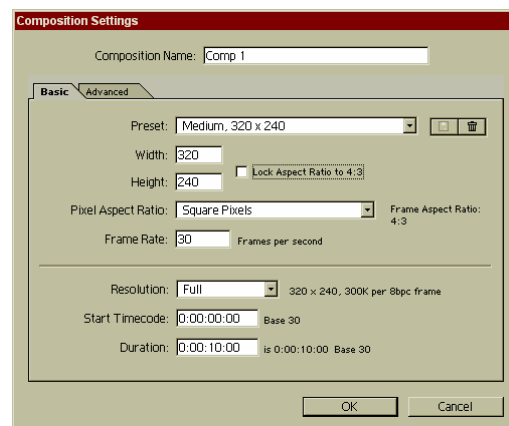 Composition Settings
Composition Name: Comp 1
Basic Advanced
Preset: Medium, 320 x 240
Width: 320
Lock Aspect Ratio to 4:3
Height: 240
Pixel Aspect Ratio: Square Pixels Frame Aspect Ratio:
4:3
Frame Rate: 30 Frames per second
Resolution: Full 320 x 240, 300K per 8bpc frame
Start Timecode: 0:00:00:00 Base 30
Duration: 0:00:10:00 is 0:00:10:00 Base 30
OK Cancel